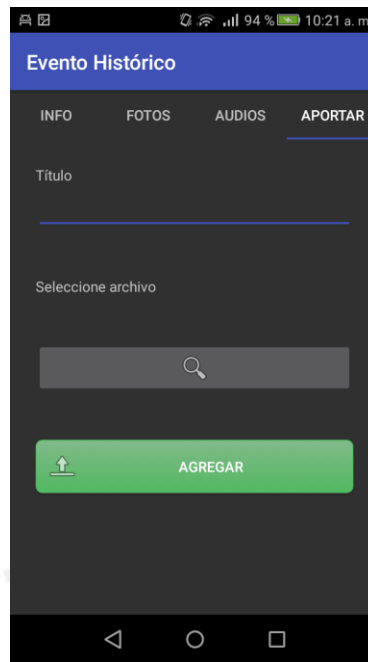 94 % 10:21 a. m
Evento Histórico
INFO FOTOS AUDIOS APORTAR
Título
Seleccione archivo
AGREGAR